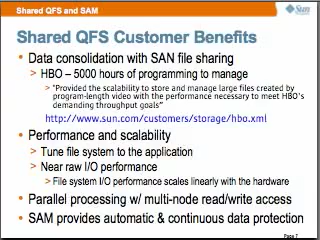 Shared QFS and SAM
Sun
microsystems
Shared QFS Customer Benefits
• Data consolidation with SAN file sharing
> HBO – 5000 hours of programming to manage
> "Provided the scalability to store and manage large files created by
program-length video with the performance necessary to meet HBO's
demanding throughput goals"
http://www.sun.com/customers/storage/hbo.xml
• Performance and scalability
> Tune file system to the application
> Near raw I/O performance
> File system I/O performance scales linearly with the hardware
• Parallel processing w/ multi-node read/write access
• SAM provides automatic & continuous data protection
Page 7